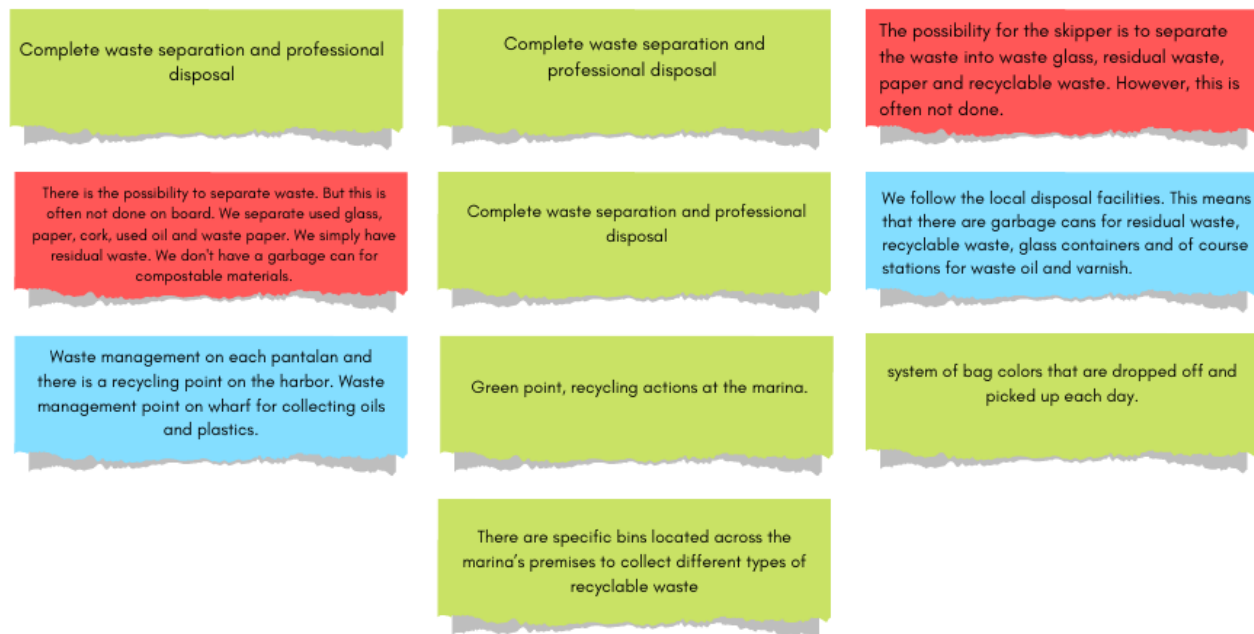 Complete waste separation and professional
disposal
Complete waste separation and
professional disposal
The possibility for the skipper is to separate
the waste into waste glass, residual waste,
paper and recyclable waste. However, this is
often not done.
There is the possibility to separate waste. But this is
often not done on board. We separate used glass,
paper, cork, used oil and waste paper. We simply have
residual waste. We don't have a garbage can for
compostable materials.
Complete waste separation and professional
disposal
We follow the local disposal facilities. This means
that there are garbage cans for residual waste,
recyclable waste, glass containers and of course
stations for waste oil and varnish.
Waste management on each pantalan and
there is a recycling point on the harbor. Waste
management point on wharf for collecting oils
and plastics.
Green point, recycling actions at the marina.
system of bag colors that are dropped off and
picked up each day.
There are specific bins located across the
marina's premises to collect different types of
recyclable waste